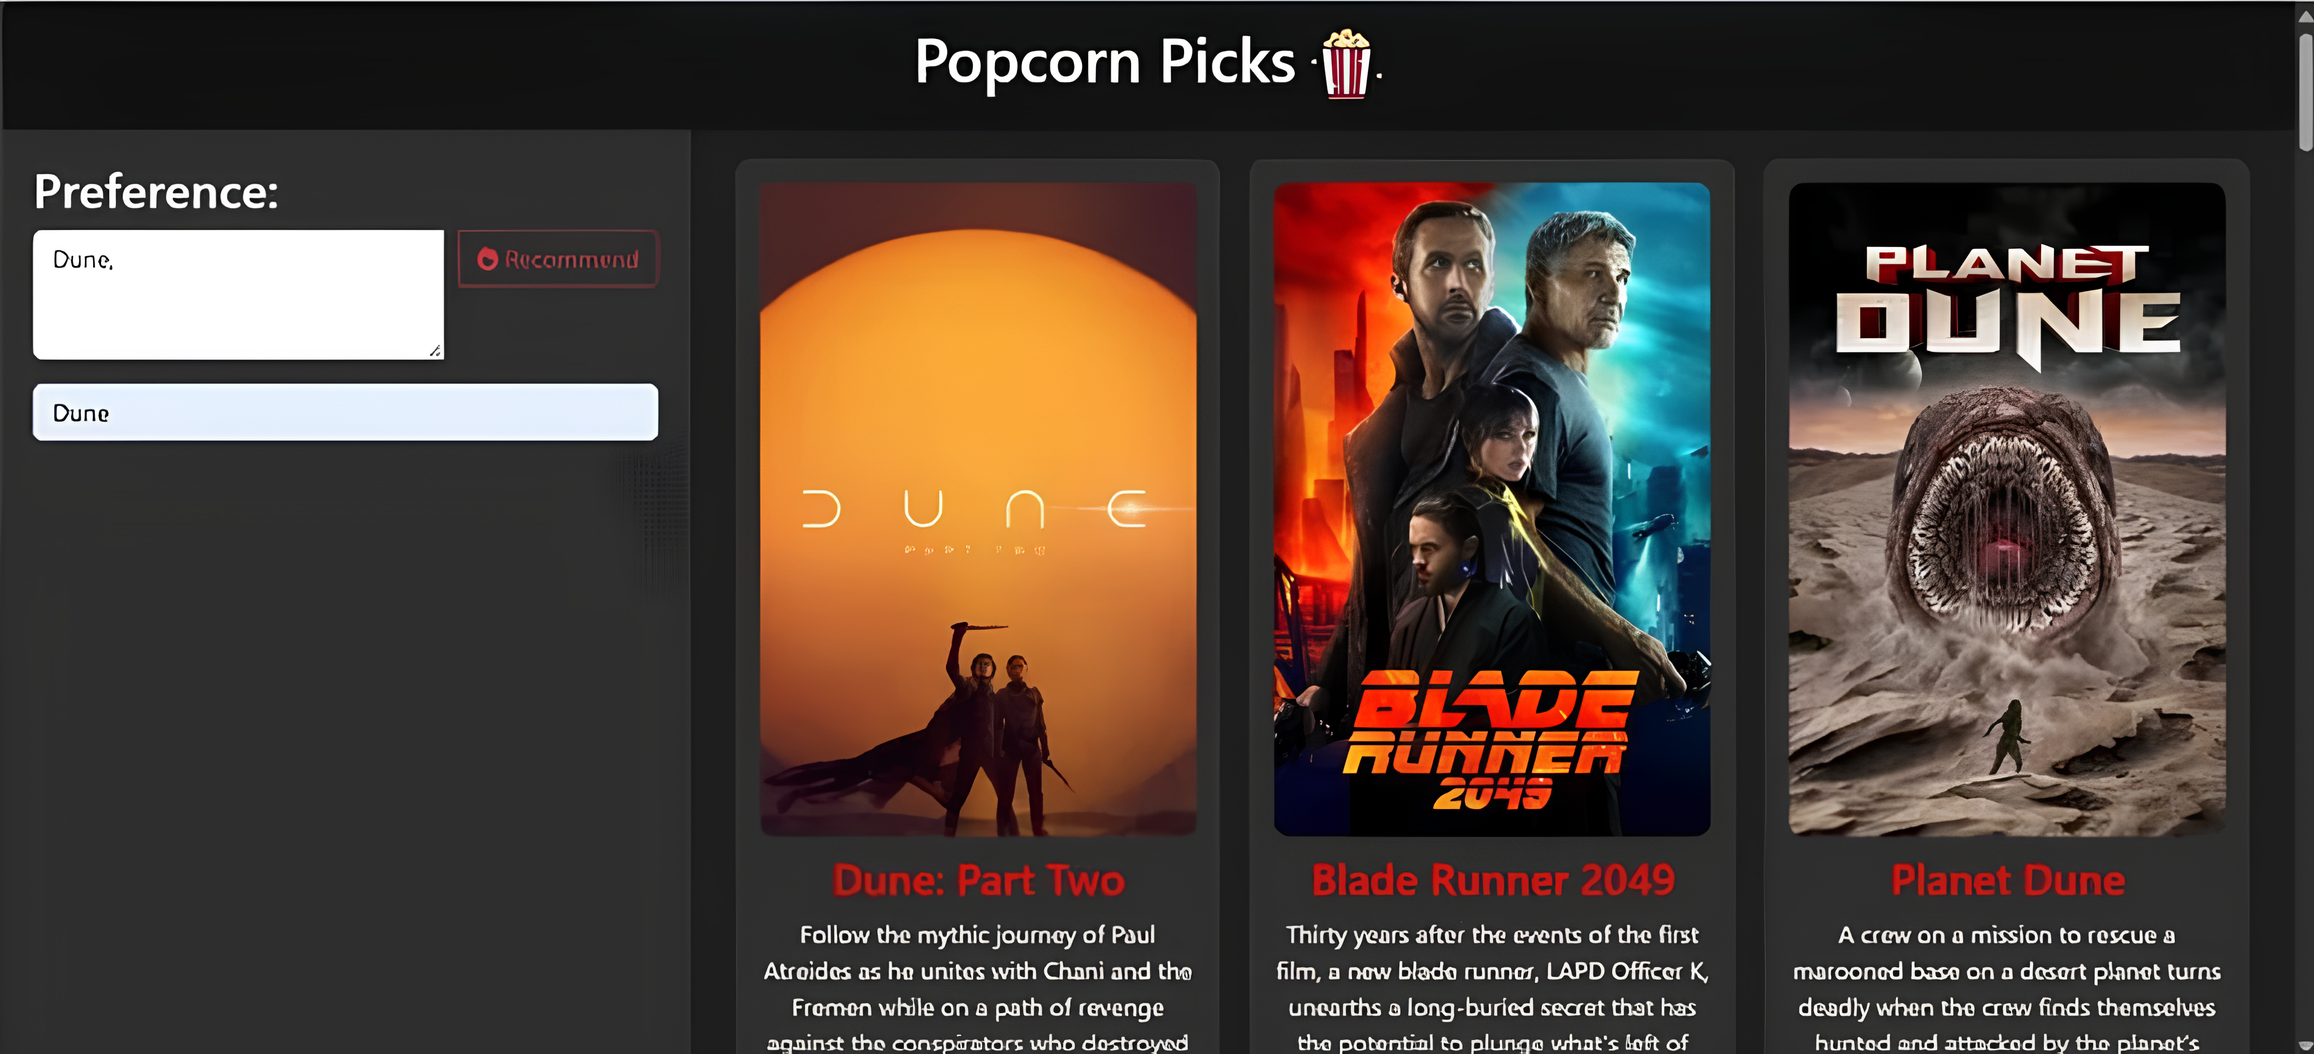 Popcorn Picks
Preference:
Dune,
Recommend
Dune
DUNE
PART TWO
Dune: Part Two
Follow the mythic journey of Paul
Atreides as he unites with Chani and the
Fremen while on a path of revenge
against the conspirators who destroyed
BLADE
RUNNER
2049
Blade Runner 2049
Thirty years after the events of the first
film, a new blade runner, LAPD Officer K,
unearths a long-buried secret that has
the potential to plunge what's left of
PLANET
DUNE
Planet Dune
A crew on a mission to rescue a
marooned base on a desert planet turns
deadly when the crew finds themselves
hunted and attacked by the planet's